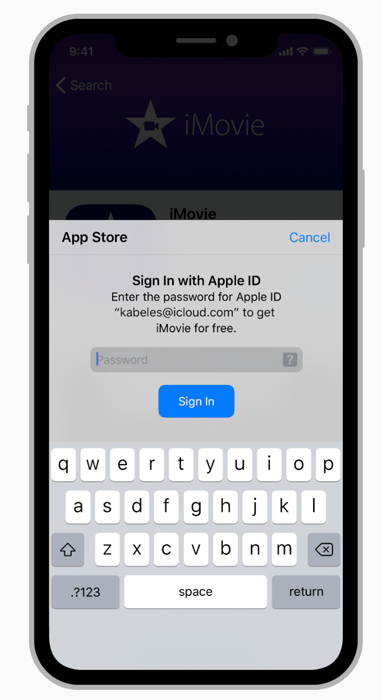 9:41
Search
iMovie
iMovie
App Store
Cancel
Sign In with Apple ID
Enter the password for Apple ID
“kabeles@icloud.com” to get
iMovie for free.
Password
?
Sign In
q w e r t y u i o p
a s d f g h j k l
z x c v b n m
.?123
space
return